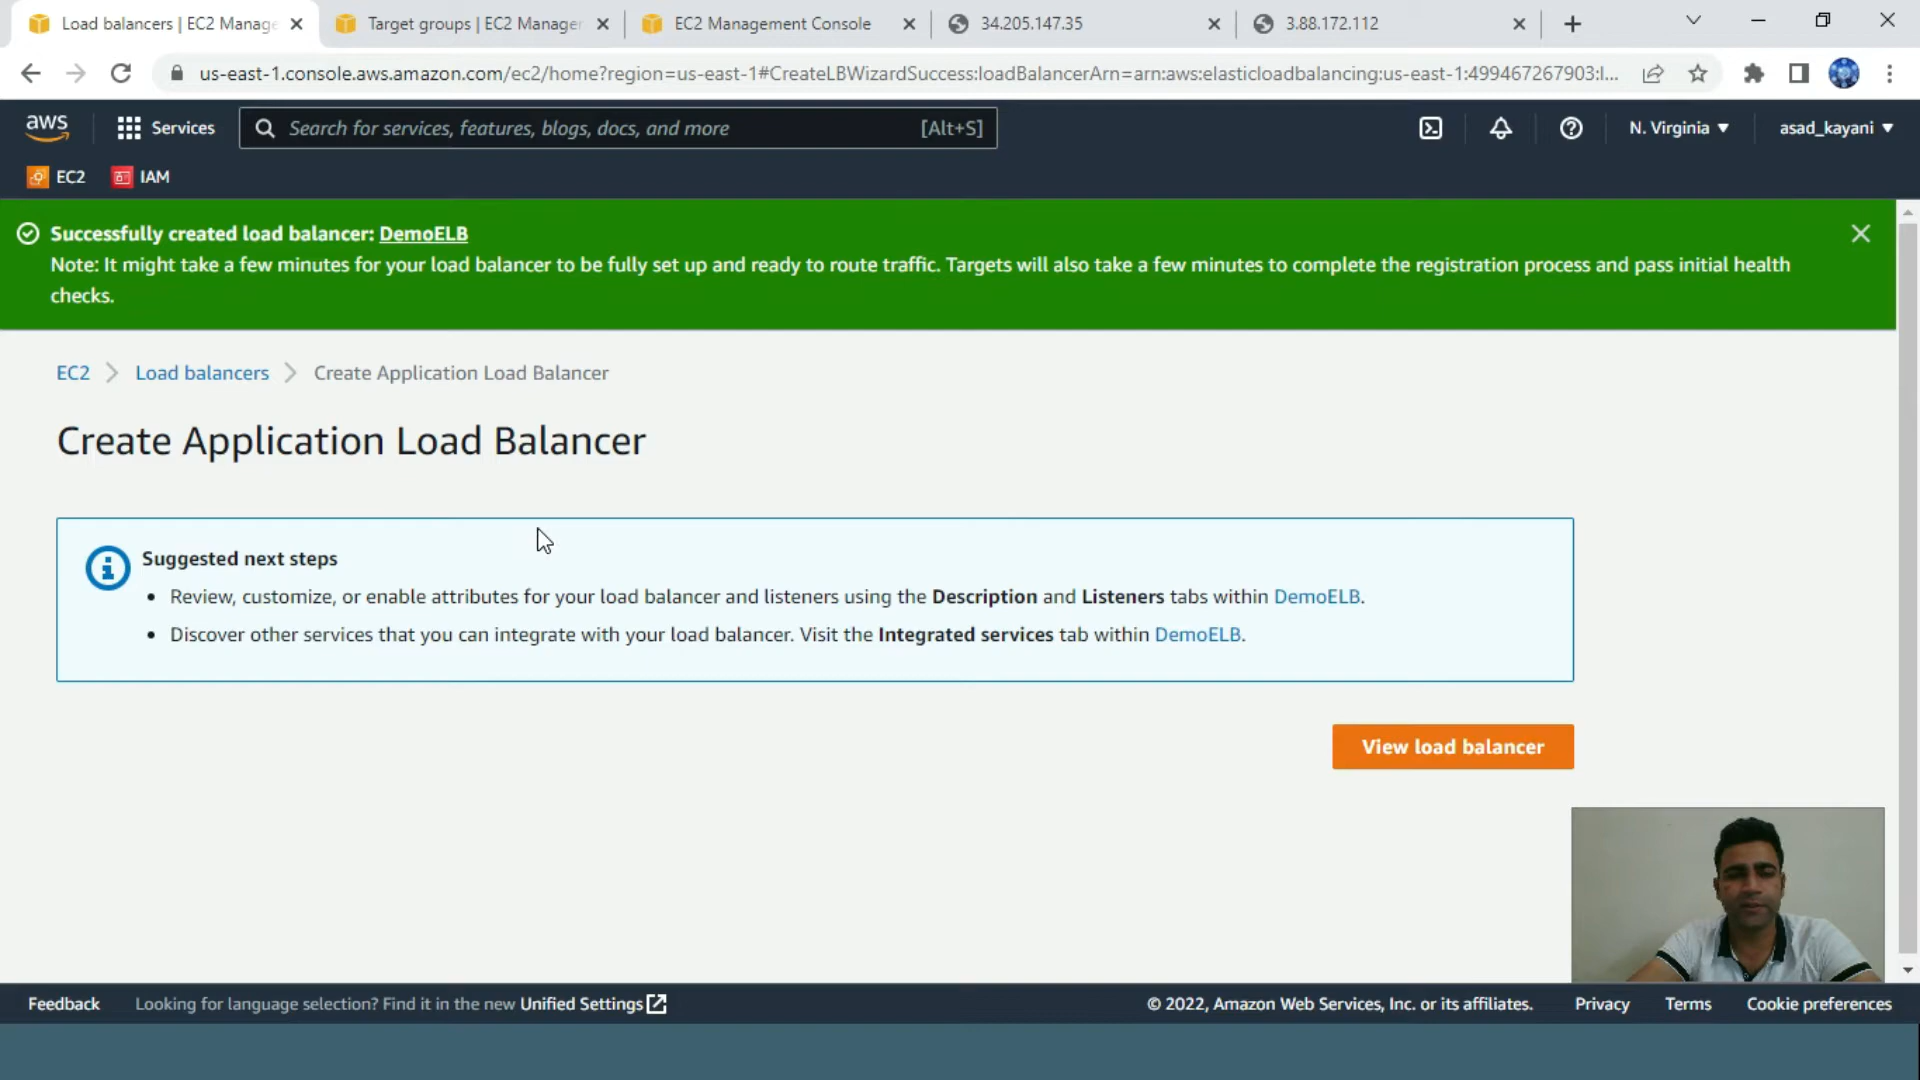 Load balancers | EC2 Manage
Target groups | EC2 Manager
EC2 Management Console
34.205.147.35
3.88.172.112
us-east-1.console.aws.amazon.com/ec2/home?region=us-east-1#CreateLBWizardSuccess:loadBalancerArn=arn:aws:elasticloadbalancing:us-east-1:499467267903:l...
aws
Services
Search for services, features, blogs, docs, and more
[Alt+S]
N. Virginia
asad_kayani
EC2
IAM
Successfully created load balancer: DemoELB
Note: It might take a few minutes for your load balancer to be fully set up and ready to route traffic. Targets will also take a few minutes to complete the registration process and pass initial health
checks.
EC2
Load balancers
Create Application Load Balancer
Create Application Load Balancer
Suggested next steps
• Review, customize, or enable attributes for your load balancer and listeners using the Description and Listeners tabs within DemoELB.
• Discover other services that you can integrate with your load balancer. Visit the Integrated services tab within DemoELB.
View load balancer
Feedback
Looking for language selection? Find it in the new Unified Settings
© 2022, Amazon Web Services, Inc. or its affiliates.
Privacy
Terms
Cookie preferences